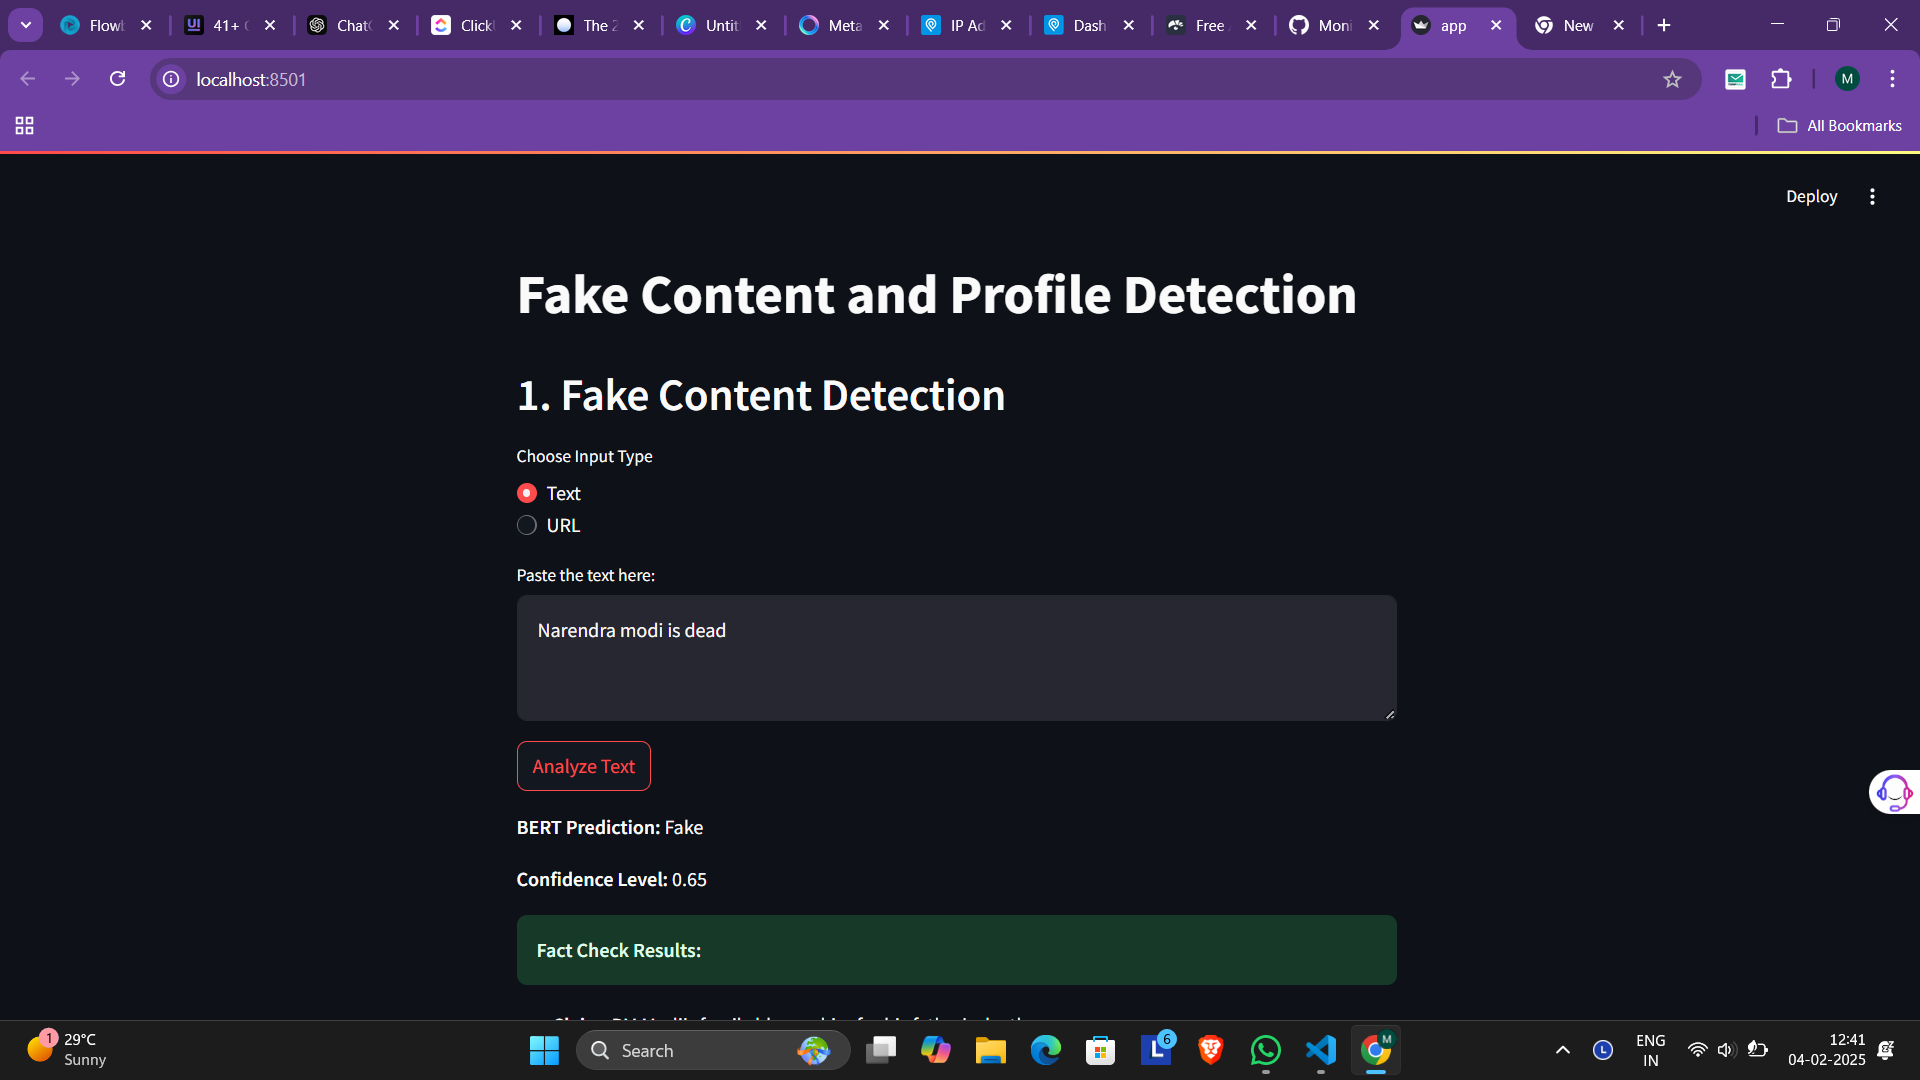 Flowb
41+
Chat
Click
The 2
Untit
Meta
IP Ad
Dash
Free
Moni
app
New
localhost:8501
M
All Bookmarks
Deploy
Fake Content and Profile Detection
1. Fake Content Detection
Choose Input Type
Text
URL
Paste the text here:
Narendra modi is dead
Analyze Text
BERT Prediction: Fake
Confidence Level: 0.65
Fact Check Results:
1
29°C
Sunny
Search
L
6
M
L
ENG
IN
12:41
04-02-2025